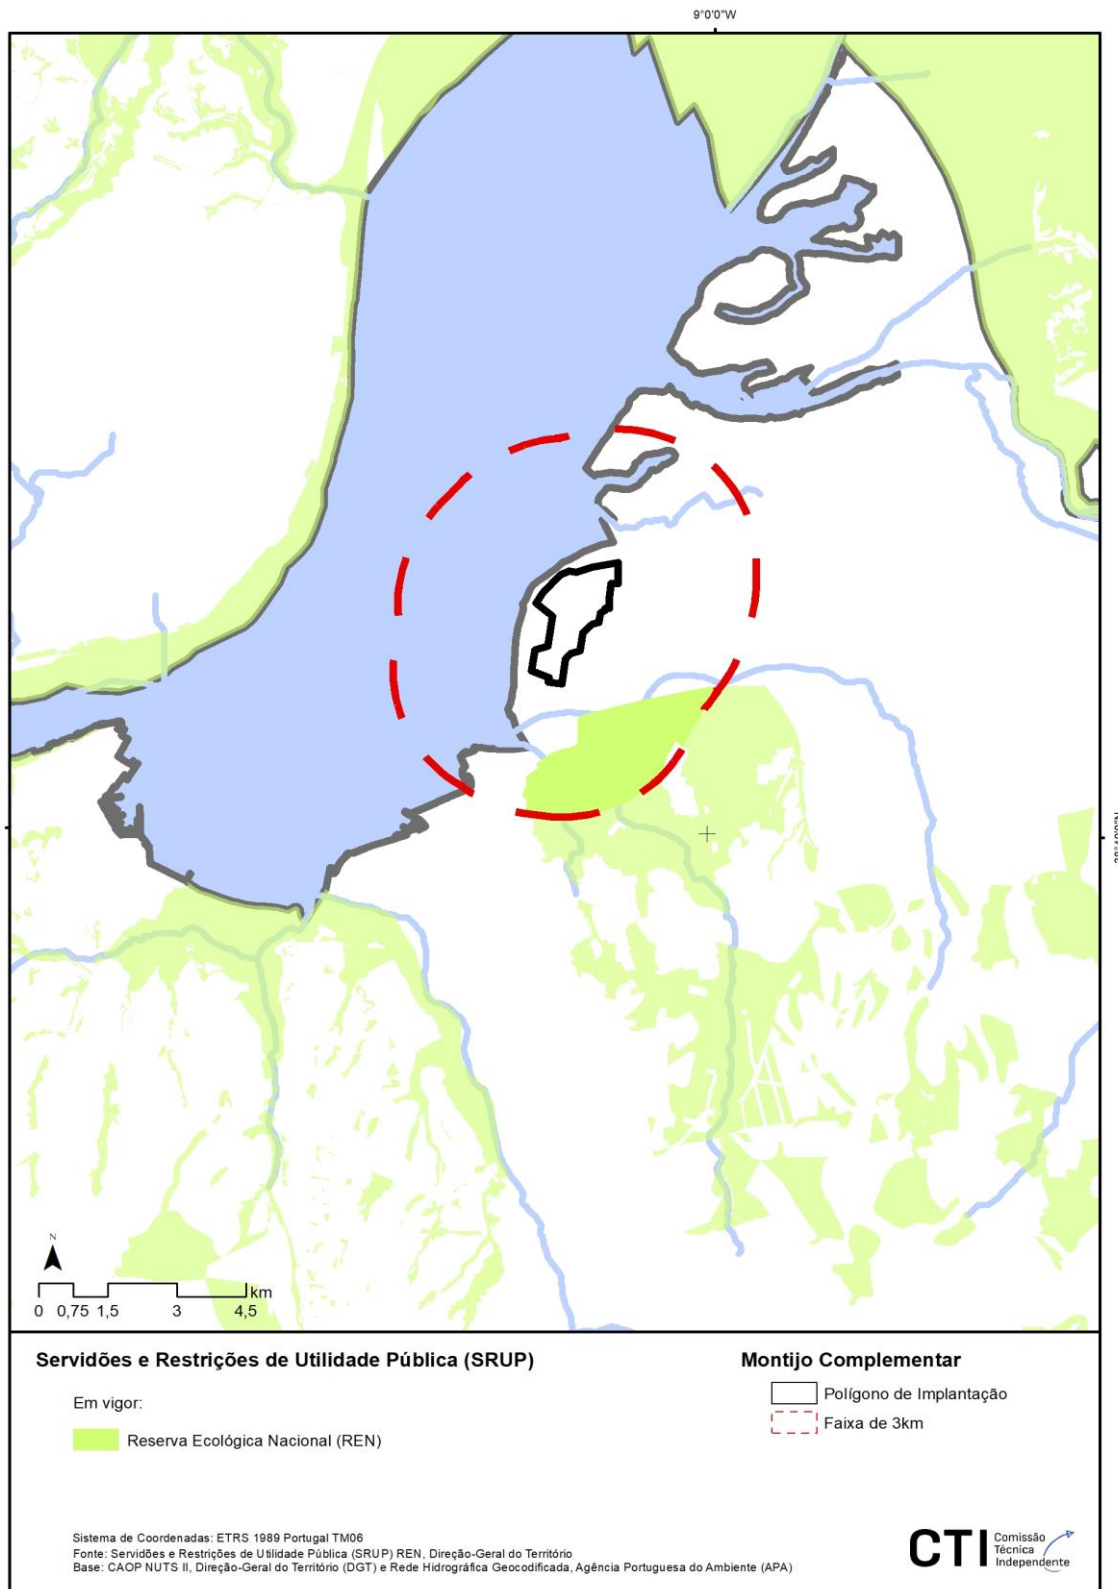 9°0'0"W
N
km
0 0,75 1,5 3 4,5
Servidões e Restrições de Utilidade Pública (SRUP)
Em vigor:
Reserva Ecológica Nacional (REN)
Montijo Complementar
Polígono de Implantação
Faixa de 3km
Sistema de Coordenadas: ETRS 1989 Portugal TM06
Fonte: Servidões e Restrições de Utilidade Pública (SRUP) REN, Direção-Geral do Território
Base: CAOP NUTS II, Direção-Geral do Território (DGT) e Rede Hidrográfica Geocodificada, Agência Portuguesa do Ambiente (APA)
CTI
Comissão
Técnica
Independente